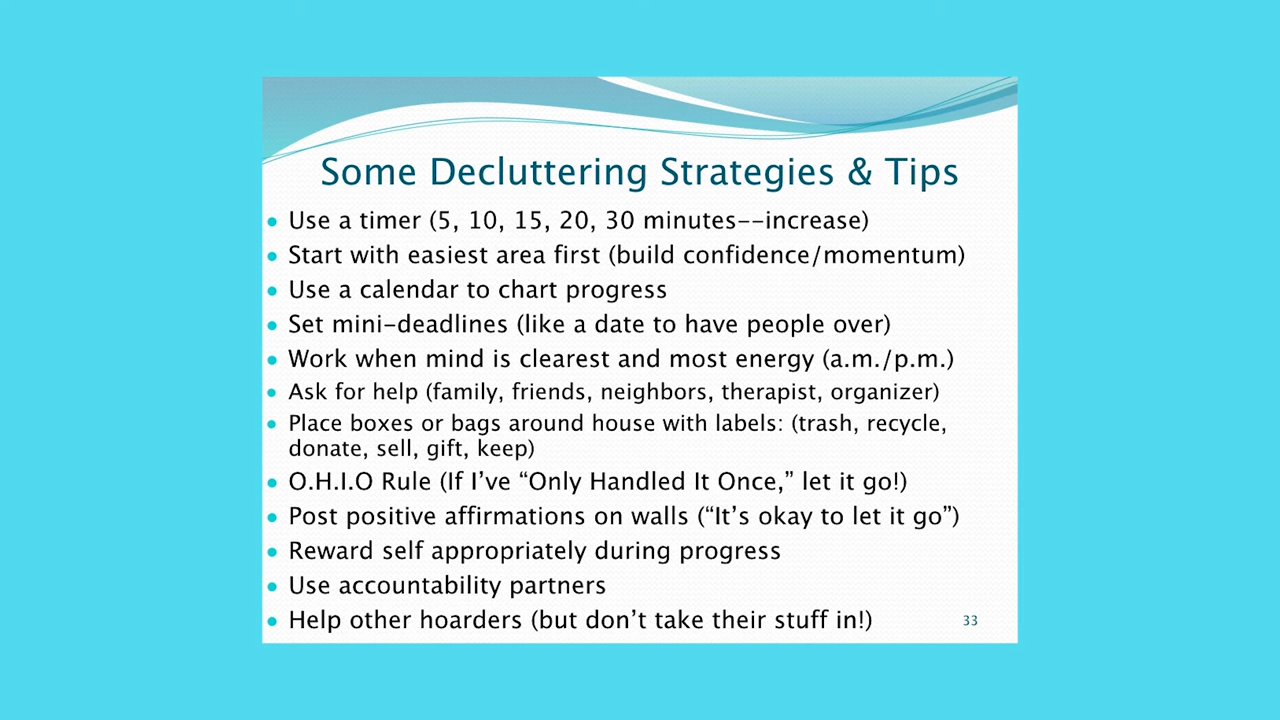 Some Decluttering Strategies & Tips
• Use a timer (5, 10, 15, 20, 30 minutes--increase)
• Start with easiest area first (build confidence/momentum)
• Use a calendar to chart progress
• Set mini-deadlines (like a date to have people over)
• Work when mind is clearest and most energy (a.m./p.m.)
• Ask for help (family, friends, neighbors, therapist, organizer)
• Place boxes or bags around house with labels: (trash, recycle,
donate, sell, gift, keep)
• O.H.I.O Rule (If I’ve “Only Handled It Once,” let it go!)
• Post positive affirmations on walls (“It’s okay to let it go”)
• Reward self appropriately during progress
• Use accountability partners
• Help other hoarders (but don’t take their stuff in!)
33